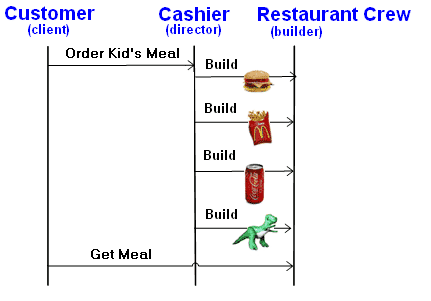 Customer
(client)
Cashier
(director)
Restaurant Crew
(builder)
Order Kid's Meal
Build
Build
Build
Build
Get Meal